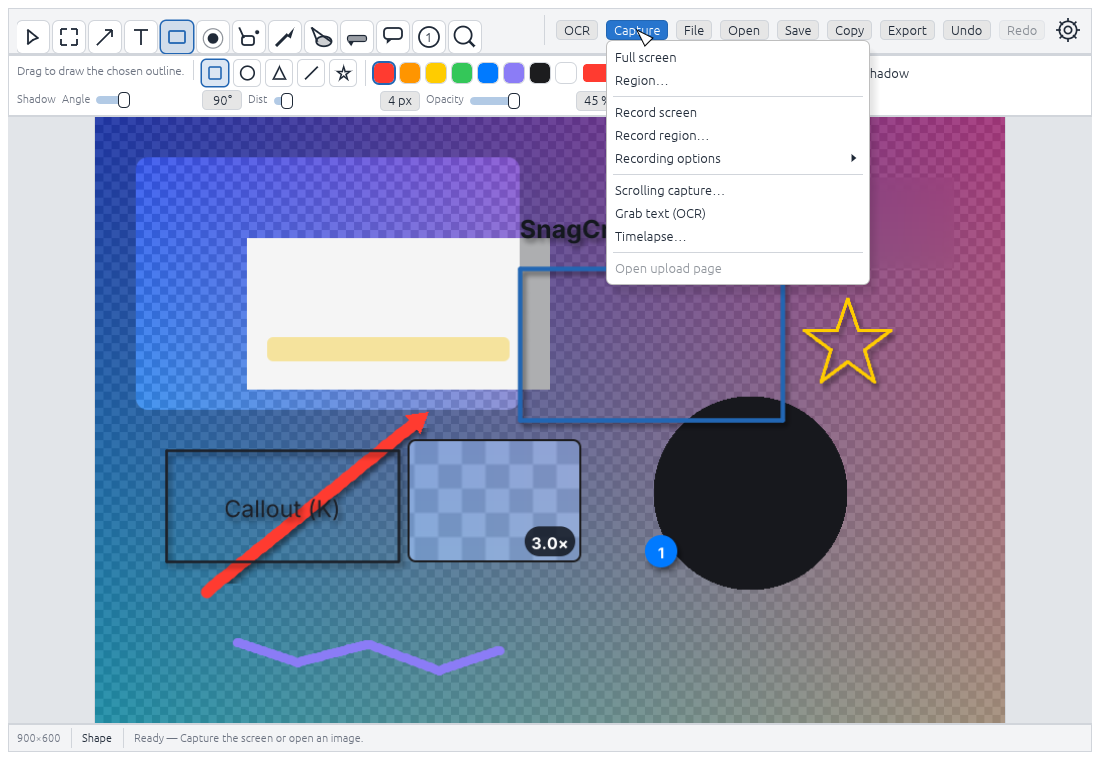 OCR Capture File Open Save Copy Export Undo Redo
Drag to draw the chosen outline.
Shadow Angle 90° Dist 4 px Opacity 45 %
Full screen
Region…
Record screen
Record region…
Recording options
Scrolling capture…
Grab text (OCR)
Timelapse…
Open upload page
Callout (K)
3.0×
1
1
900×600 Shape Ready — Capture the screen or open an image.